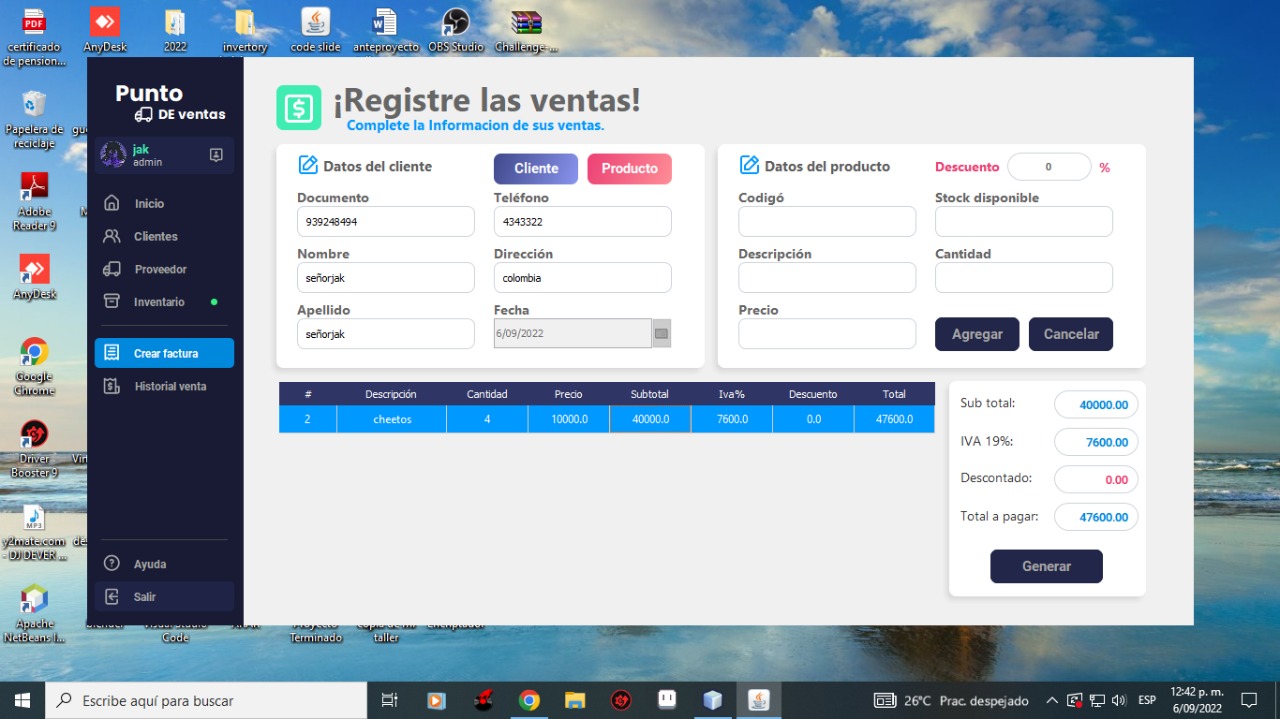 PDF
certificado
de pension...
AnyDesk
2022
invertory
code slide
anteproyecto
OBS Studio
Challenge-...
Papelera de
reciclaje
Adobe
Reader 9
AnyDesk
Google
Chrome
Driver
Booster 9
MP3
y2mate.com
- DJ DEVER ...
Apache
NetBeans I...
Code
Proyecto
Terminado
taller
Punto
DE ventas
jak
admin
Inicio
Clientes
Proveedor
Inventario
Crear factura
Historial venta
Ayuda
Salir
¡Registre las ventas!
Complete la Informacion de sus ventas.
Datos del cliente
Cliente
Producto
Documento
Teléfono
939248494
4343322
Nombre
Dirección
señorjak
colombia
Apellido
Fecha
señorjak
6/09/2022
Datos del producto
Descuento
0
%
Codigó
Stock disponible
Descripción
Cantidad
Precio
Agregar
Cancelar
# Descripción Cantidad Precio Subtotal Iva% Descuento Total
2 cheetos 4 10000.0 40000.0 7600.0 0.0 47600.0
Sub total: 40000.00
IVA 19%: 7600.00
Descontado: 0.00
Total a pagar: 47600.00
Generar
Escribe aquí para buscar
26°C Prac. despejado
ESP
12:42 p. m.
6/09/2022